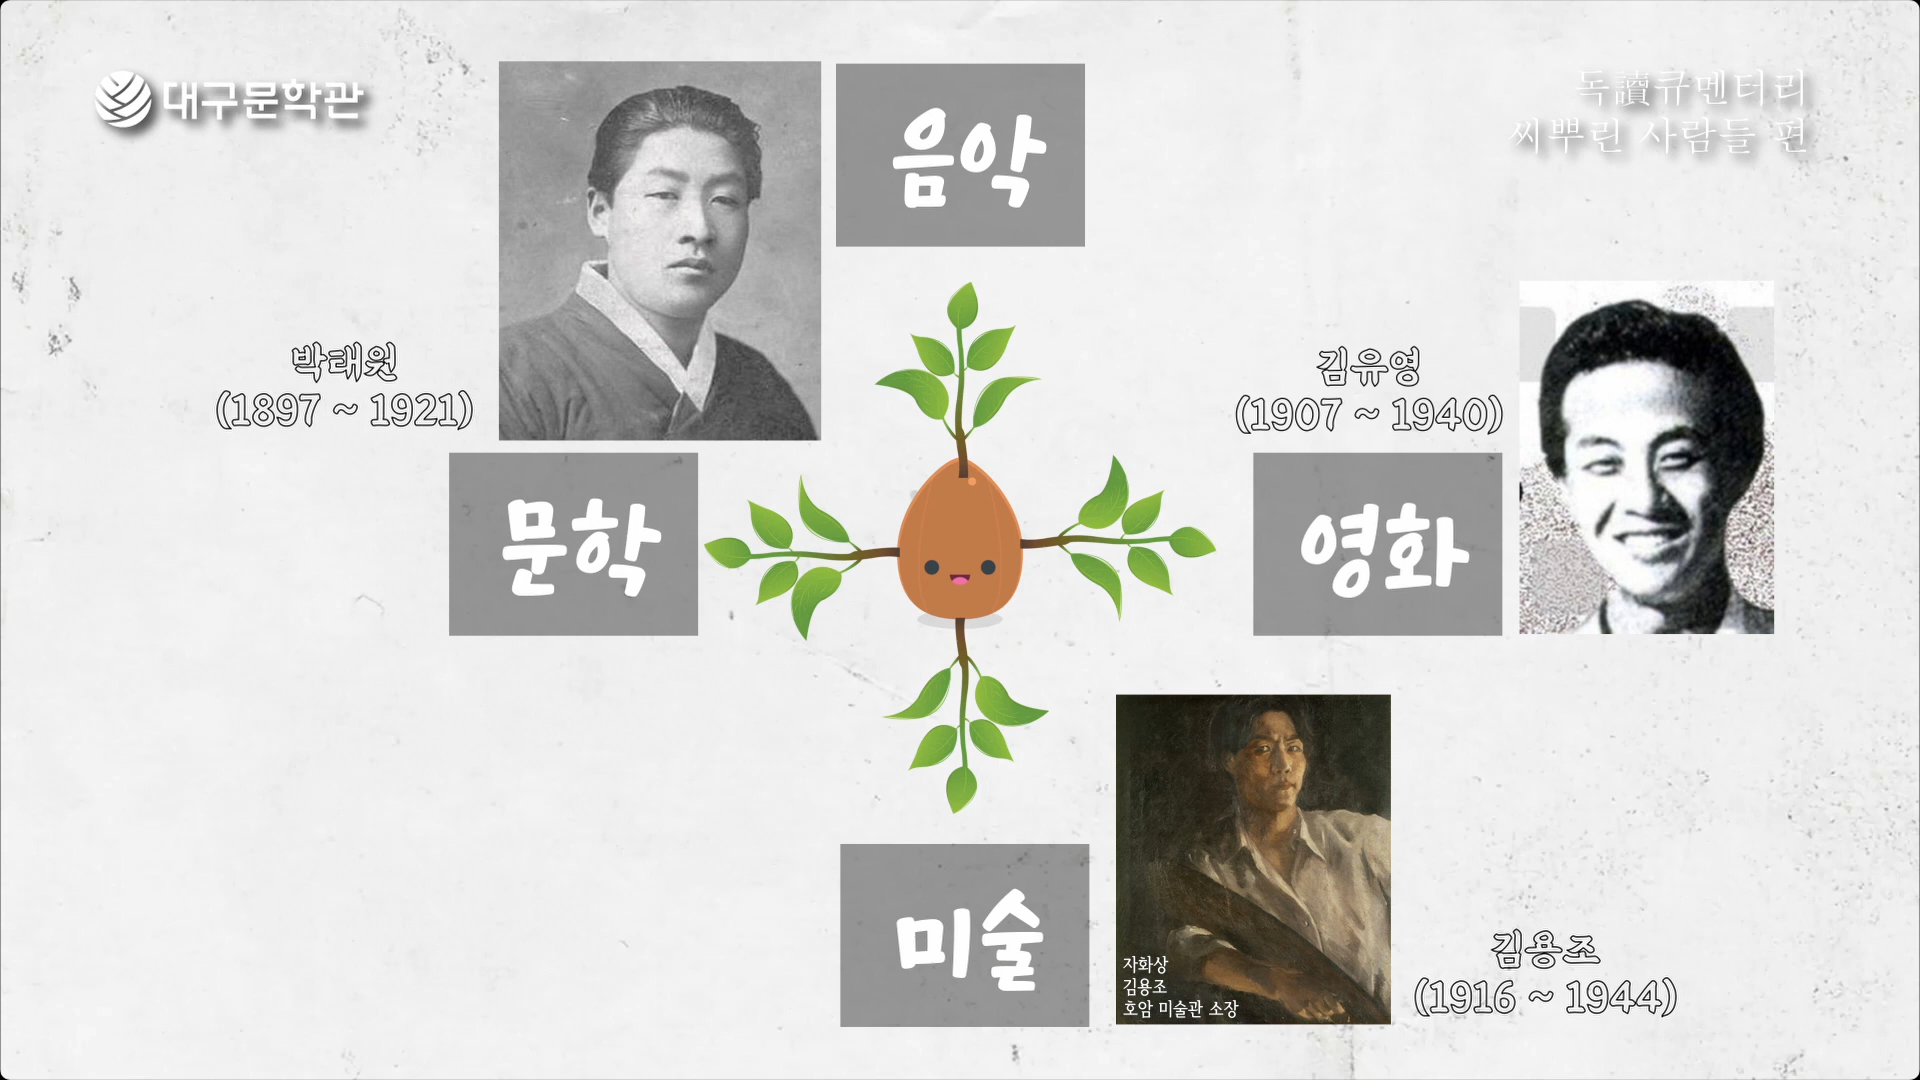 대구문학관
독讀큐멘터리
씨뿌린 사람들 편
음악
박태원
(1897 ~ 1921)
김유영
(1907 ~ 1940)
문학
영화
미술
자화상
김용조
호암 미술관 소장
김용조
(1916 ~ 1944)